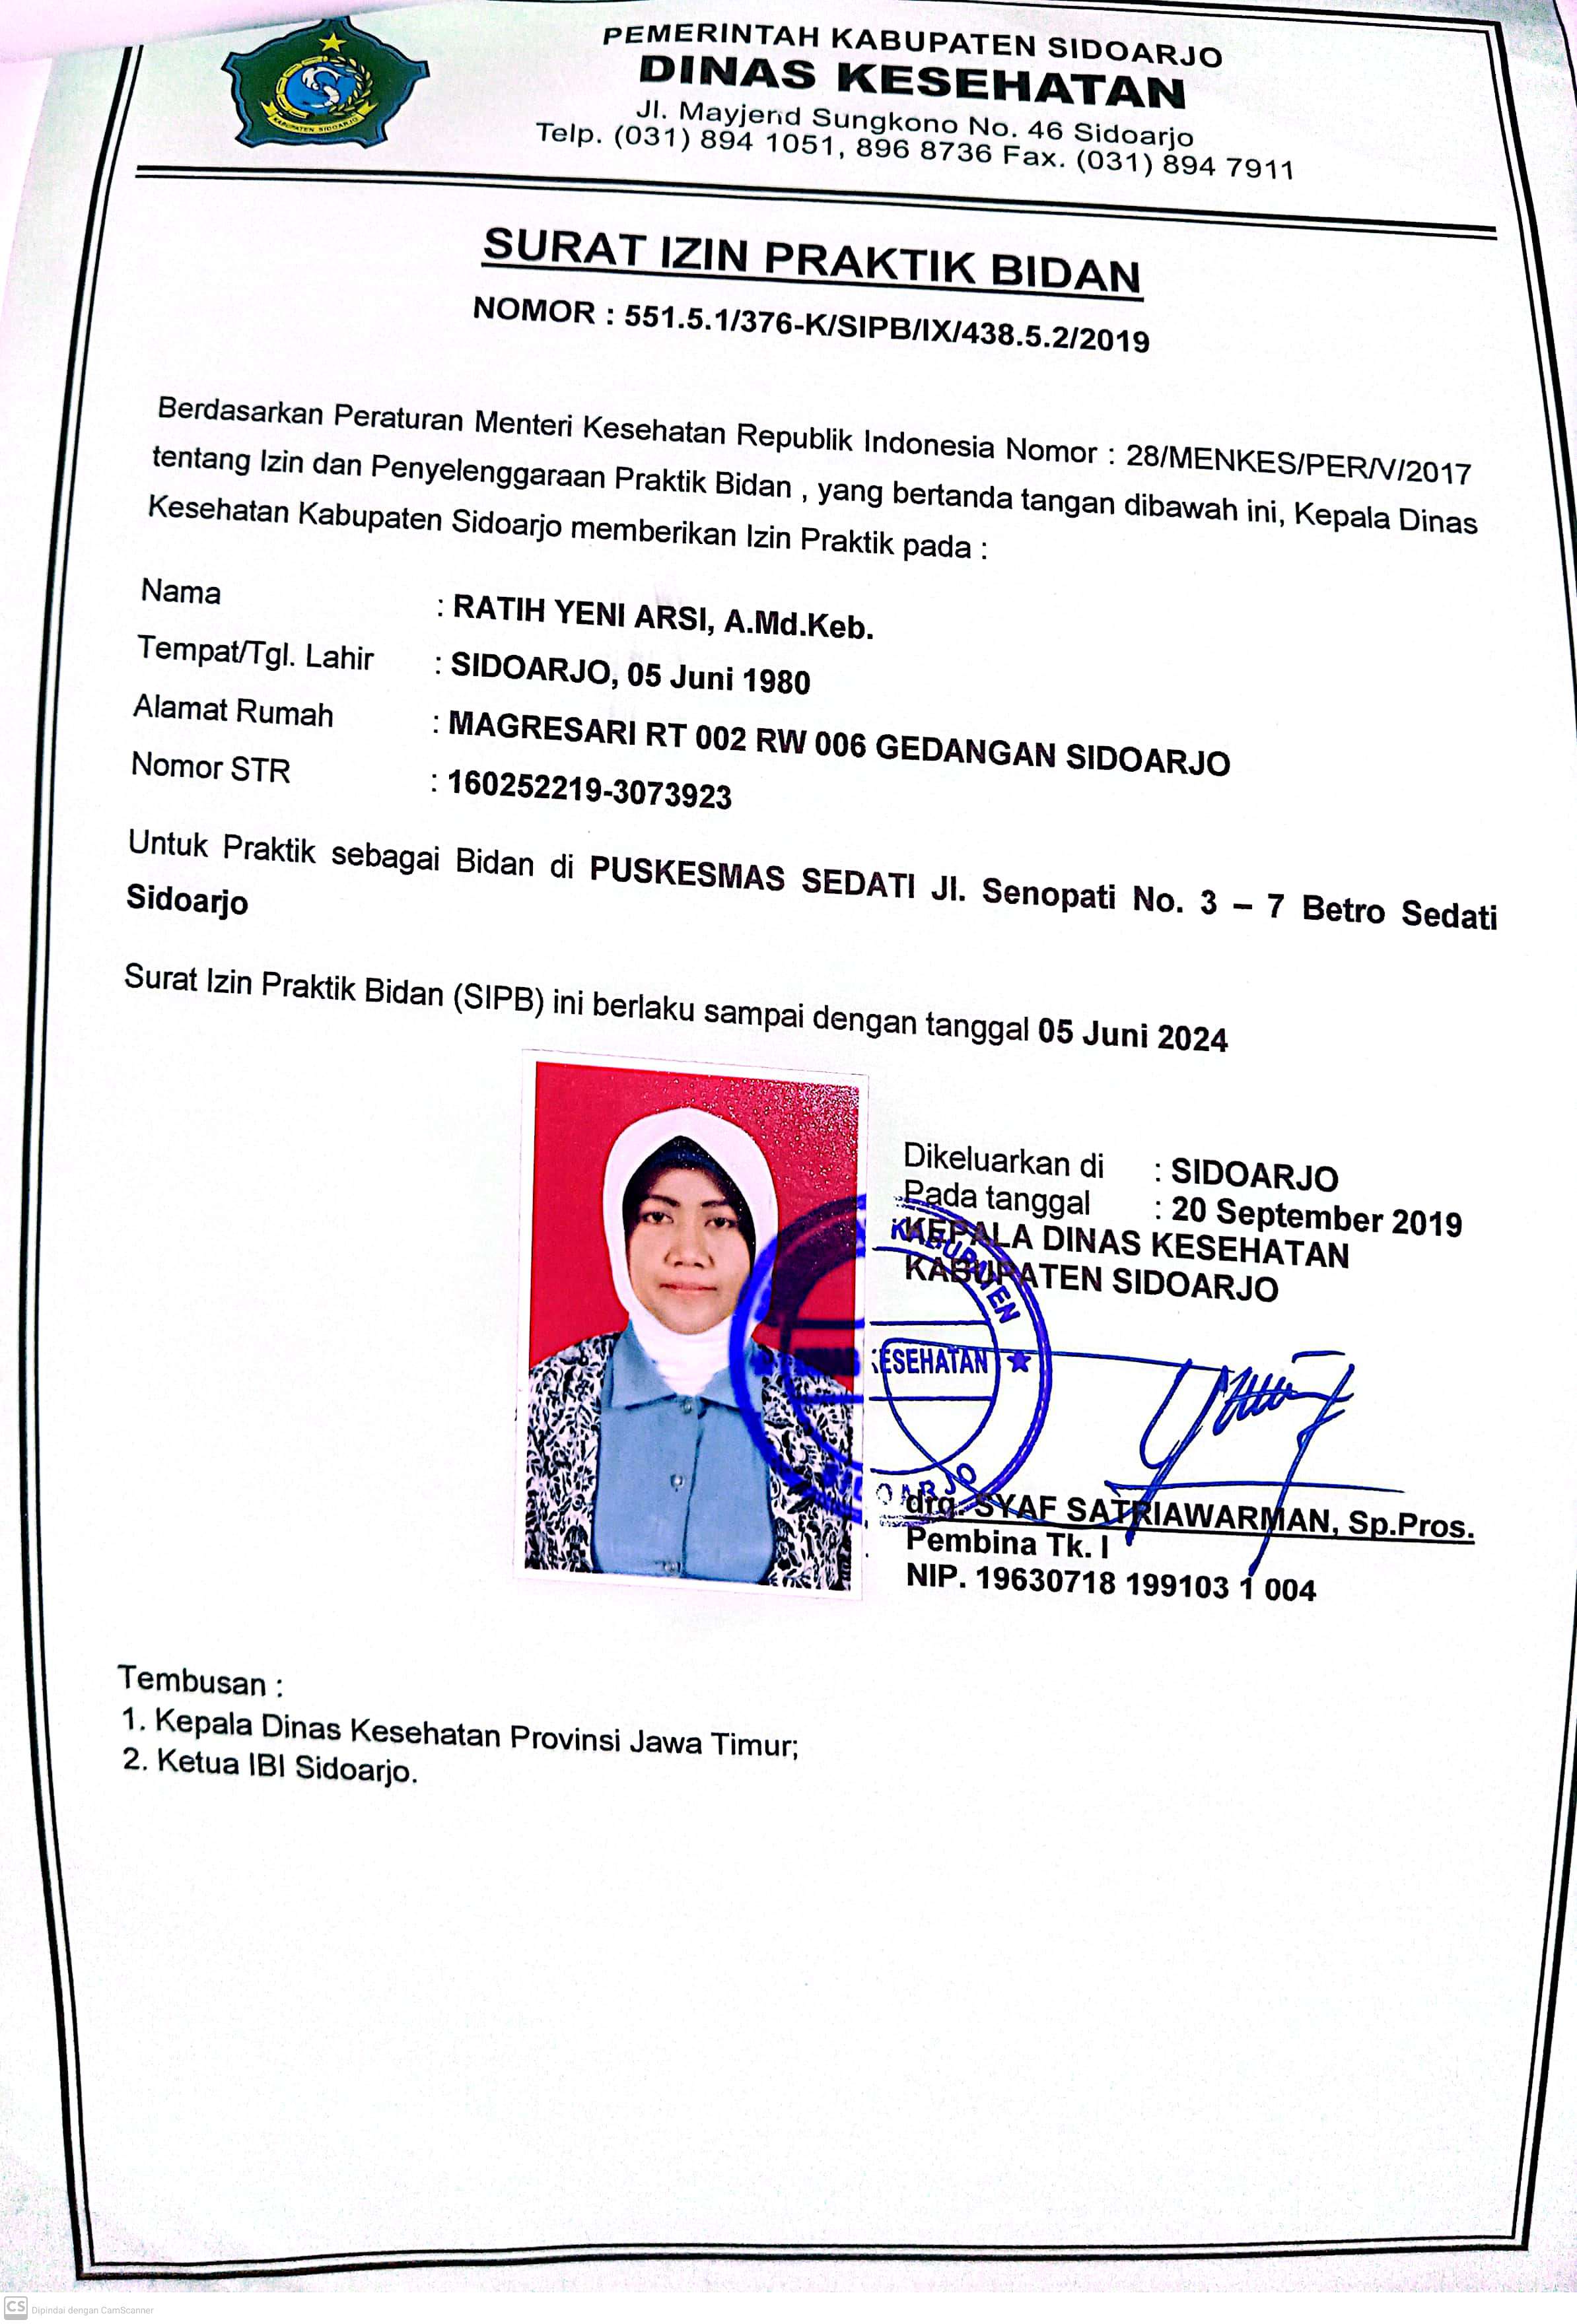 KABUPATEN SIDOARJO
PEMERINTAH KABUPATEN SIDOARJO
DINAS KESEHATAN
Jl. Mayjend Sungkono No. 46 Sidoarjo
Telp. (031) 894 1051, 896 8736 Fax. (031) 894 7911
SURAT IZIN PRAKTIK BIDAN
NOMOR : 551.5.1/376-K/SIPB/IX/438.5.2/2019
Berdasarkan Peraturan Menteri Kesehatan Republik Indonesia Nomor : 28/MENKES/PER/V/2017
tentang Izin dan Penyelenggaraan Praktik Bidan , yang bertanda tangan dibawah ini, Kepala Dinas
Kesehatan Kabupaten Sidoarjo memberikan Izin Praktik pada :
Nama : RATIH YENI ARSI, A.Md.Keb.
Tempat/Tgl. Lahir : SIDOARJO, 05 Juni 1980
Alamat Rumah : MAGRESARI RT 002 RW 006 GEDANGAN SIDOARJO
Nomor STR : 160252219-3073923
Untuk Praktik sebagai Bidan di PUSKESMAS SEDATI Jl. Senopati No. 3 – 7 Betro Sedati
Sidoarjo
Surat Izin Praktik Bidan (SIPB) ini berlaku sampai dengan tanggal 05 Juni 2024
Dikeluarkan di : SIDOARJO
Pada tanggal : 20 September 2019
KEPALA DINAS KESEHATAN
KABUPATEN SIDOARJO
KABUPATEN
ESEHATAN
OARJO
drg. SYAF SATRIAWARMAN, Sp.Pros.
Pembina Tk. I
NIP. 19630718 199103 1 004
Tembusan :
1. Kepala Dinas Kesehatan Provinsi Jawa Timur;
2. Ketua IBI Sidoarjo.
CS Dipindai dengan CamScanner